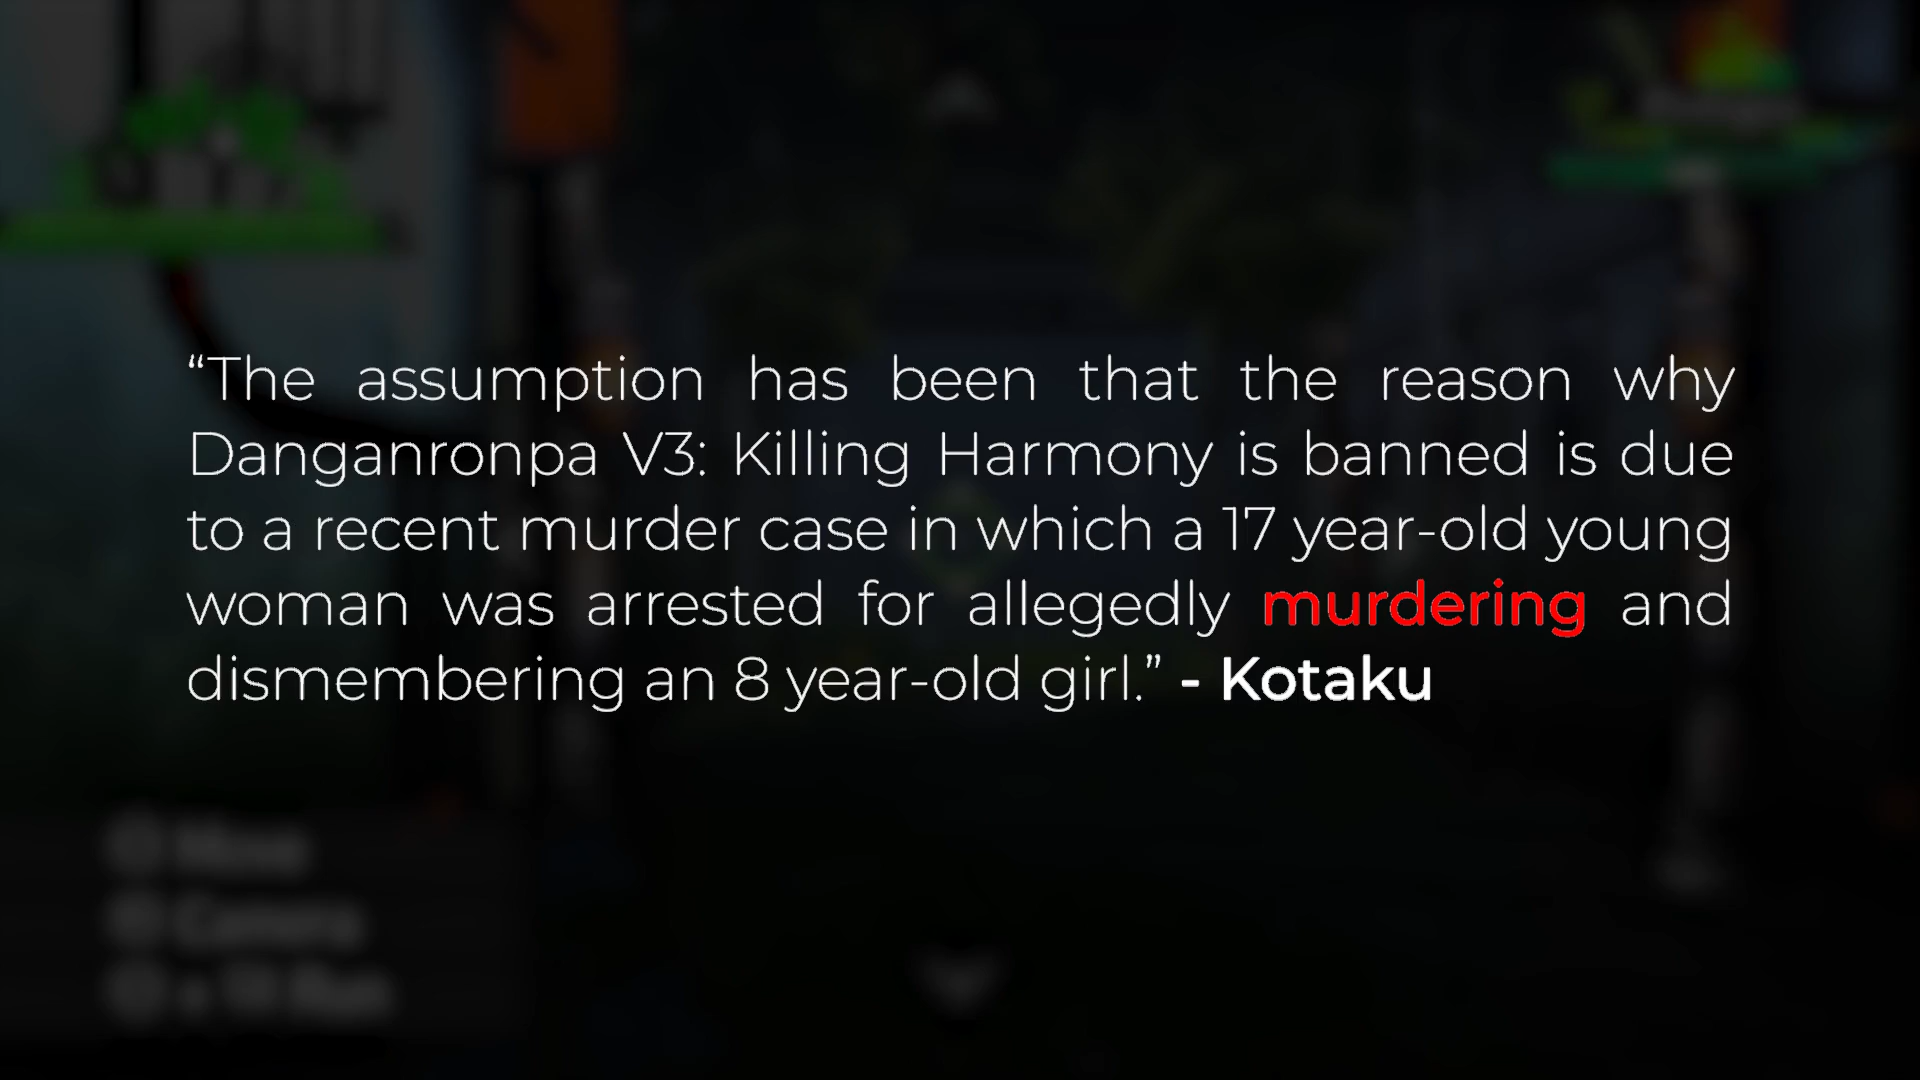 “The assumption has been that the reason why
Danganronpa V3: Killing Harmony is banned is due
to a recent murder case in which a 17 year-old young
woman was arrested for allegedly murdering and
dismembering an 8 year-old girl.” - Kotaku
Move
Camera